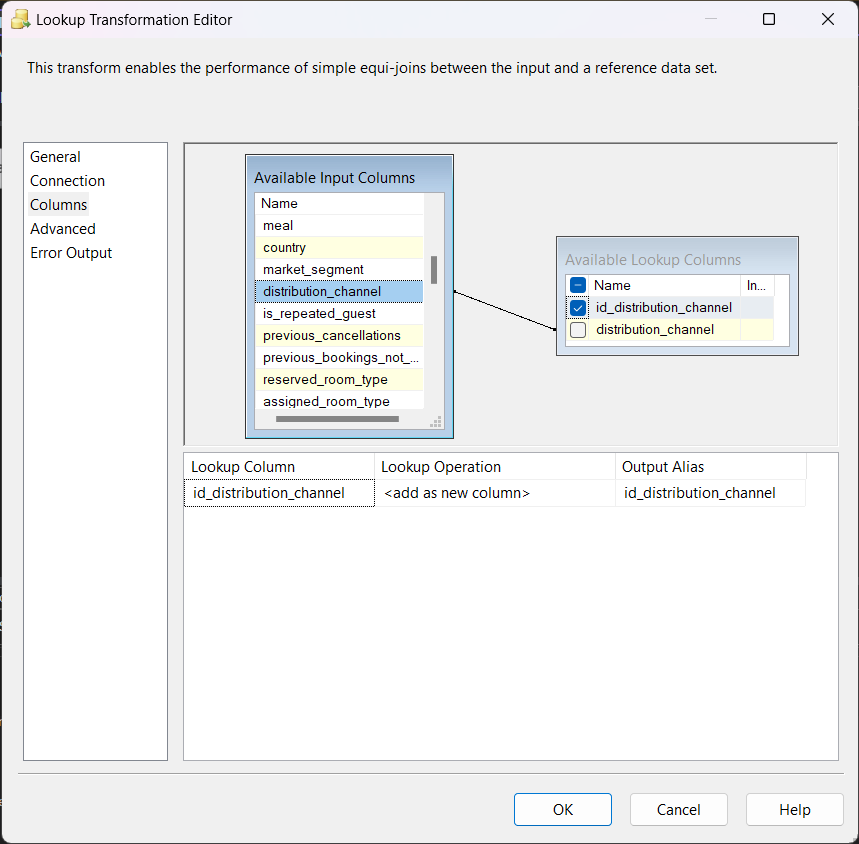 Lookup Transformation Editor
This transform enables the performance of simple equi-joins between the input and a reference data set.
General
Connection
Columns
Advanced
Error Output
Available Input Columns
Name
meal
country
market_segment
distribution_channel
is_repeated_guest
previous_cancellations
previous_bookings_not_...
reserved_room_type
assigned_room_type
Available Lookup Columns
Name In...
id_distribution_channel
distribution_channel
Lookup Column Lookup Operation Output Alias
id_distribution_channel <add as new column> id_distribution_channel
OK Cancel Help